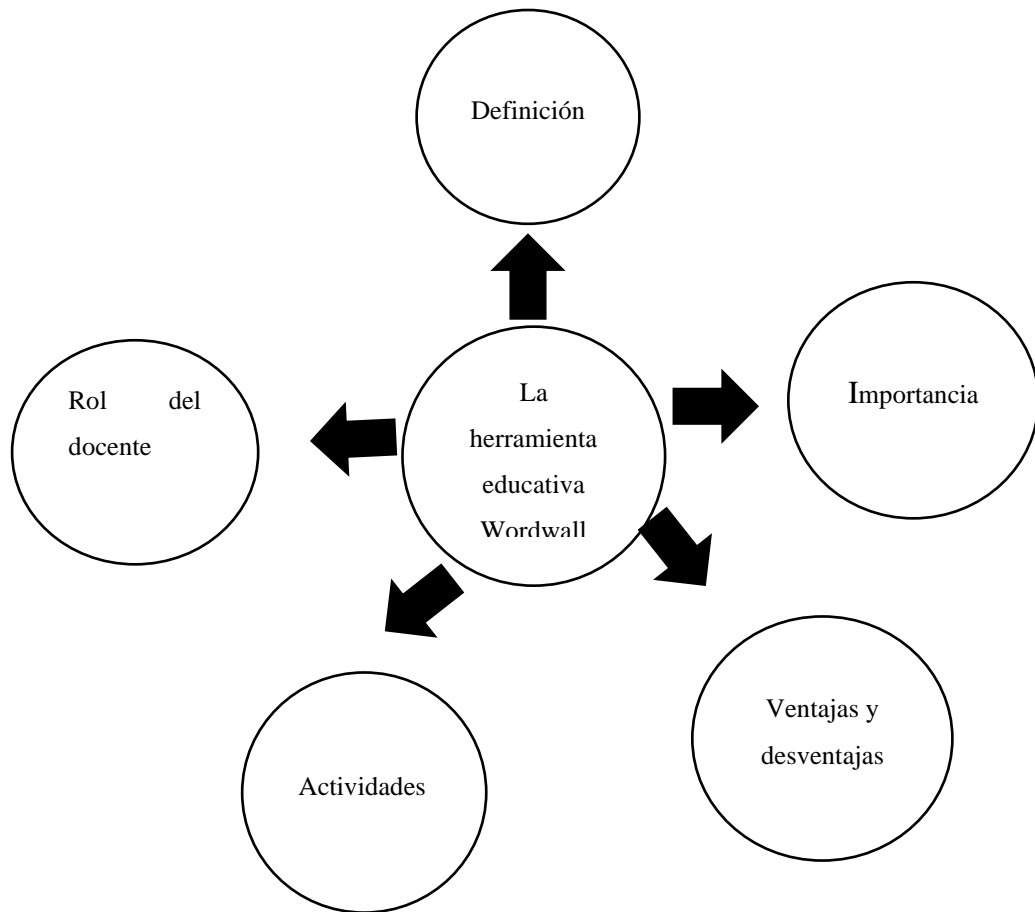 Definición
Importancia
Rol del
docente
La
herramienta
educativa
Wordwall
Ventajas y
desventajas
Actividades